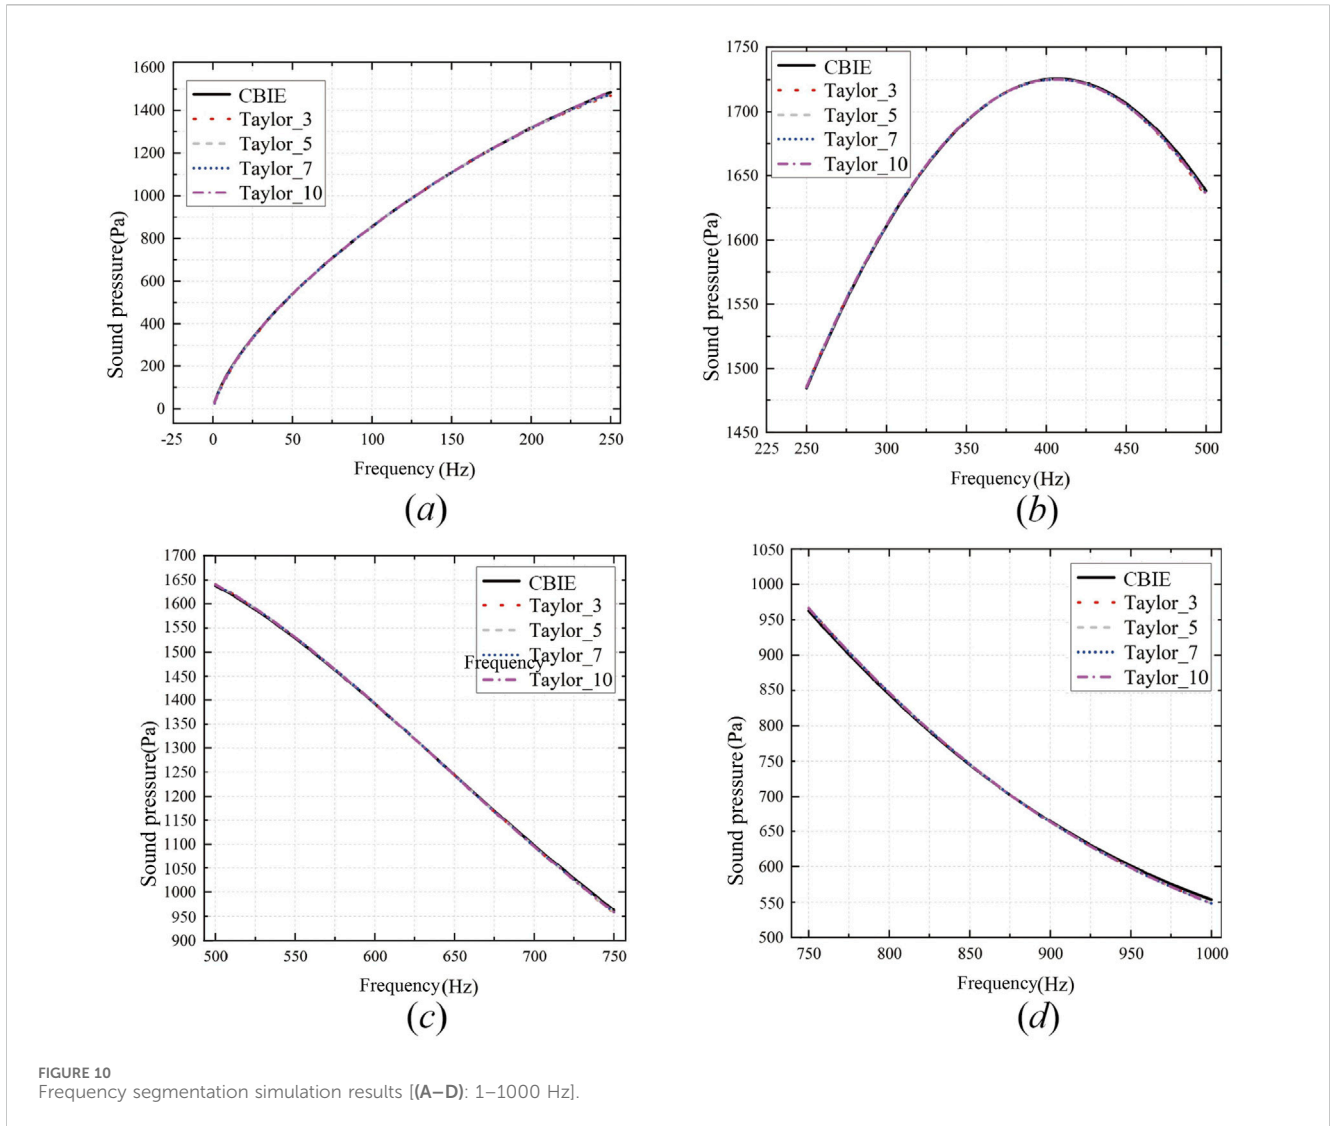 1600
1400
1200
1000
800
600
400
200
0
Sound pressure(Pa)
CBIE
Taylor_3
Taylor_5
Taylor_7
Taylor_10
-25 0 50 100 150 200 250
Frequency (Hz)
(a)
1750
1725
1700
1650
1600
1550
1500
1450
Sound pressure(Pa)
CBIE
Taylor_3
Taylor_5
Taylor_7
Taylor_10
225 250 300 350 400 450 500
Frequency(Hz)
(b)
1700
1650
1600
1550
1500
1450
1400
1350
1300
1250
1200
1150
1100
1050
1000
950
900
Sound pressure(Pa)
CBIE
Taylor_3
Taylor_5
Taylor_7
Frequency
Taylor_10
500 550 600 650 700 750
Frequency(Hz)
(c)
1050
1000
950
900
850
800
750
700
650
600
550
500
Sound pressure(Pa)
CBIE
Taylor_3
Taylor_5
Taylor_7
Taylor_10
750 800 850 900 950 1000
Frequency(Hz)
(d)
FIGURE 10
Frequency segmentation simulation results [(A–D): 1–1000 Hz].